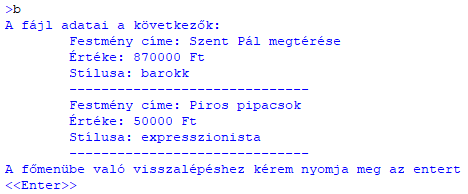 >b
A fájl adatai a következők:
Festmény címe: Szent Pál megtérése
Értéke: 870000 Ft
Stílusa: barokk
------------------------------
Festmény címe: Piros pipacsok
Értéke: 50000 Ft
Stílusa: expresszionista
------------------------------
A főmenübe való visszalépéshez kérem nyomja meg az entert
<<Enter>>